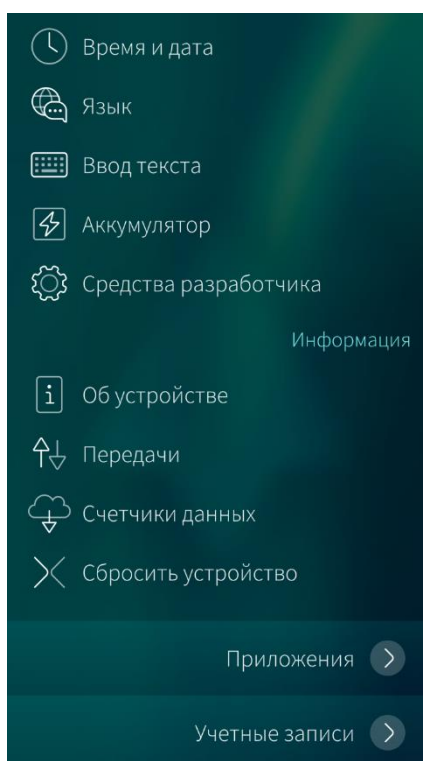 Время и дата
Язык
Ввод текста
Аккумулятор
Средства разработчика
Информация
Об устройстве
Передачи
Счетчики данных
Сбросить устройство
Приложения
Учетные записи